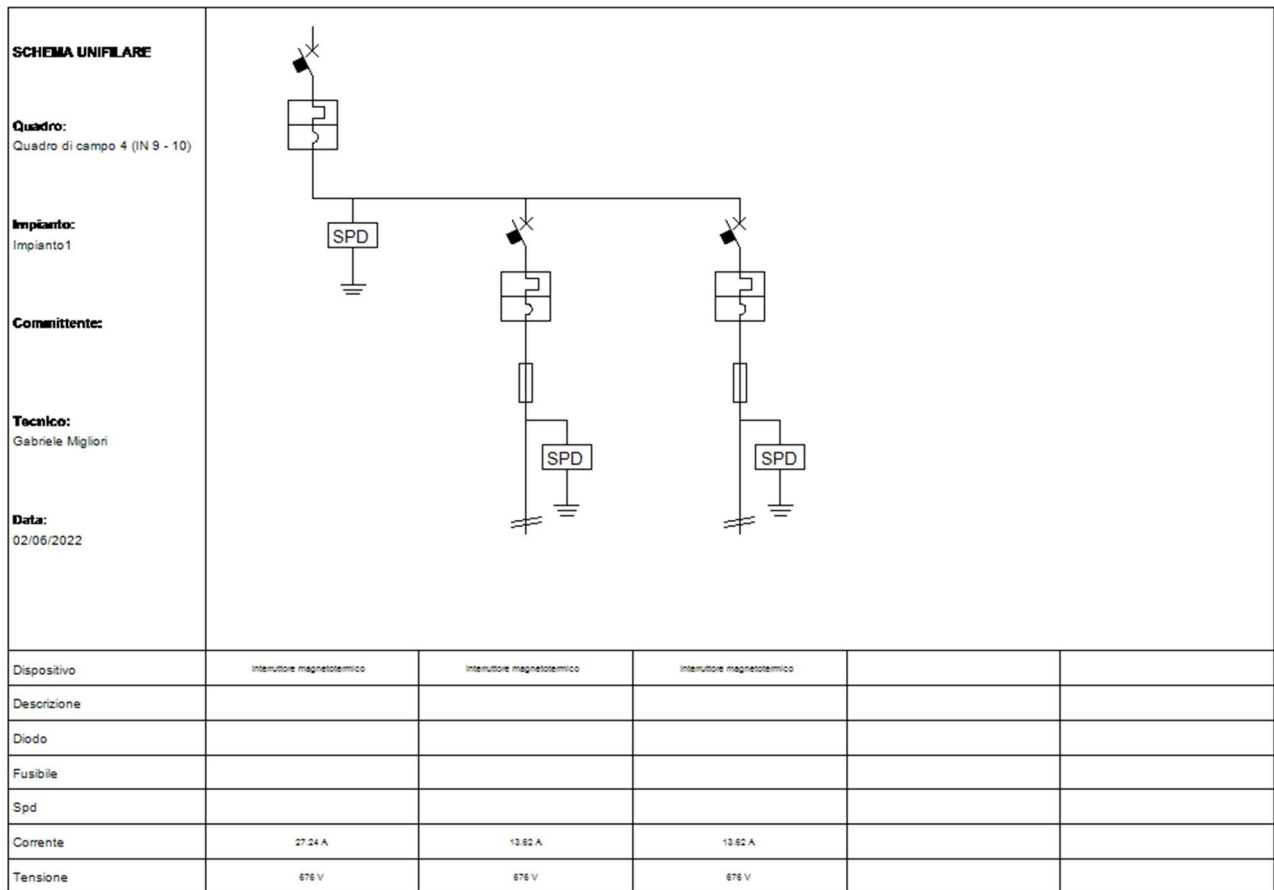 SCHEMA UNIFILARE
Quadro:
Quadro di campo 4 (IN 9 - 10)
Impianto:
Impianto1
Committente:
Tecnico:
Gabriele Migliori
Data:
02/06/2022
SPD
SPD
SPD
Dispositivo Interruttore magnetotermico Interruttore magnetotermico Interruttore magnetotermico
Descrizione
Diodo
Fusibile
Spd
Corrente 27.24 A 13.62 A 13.62 A
Tensione 676 V 676 V 676 V